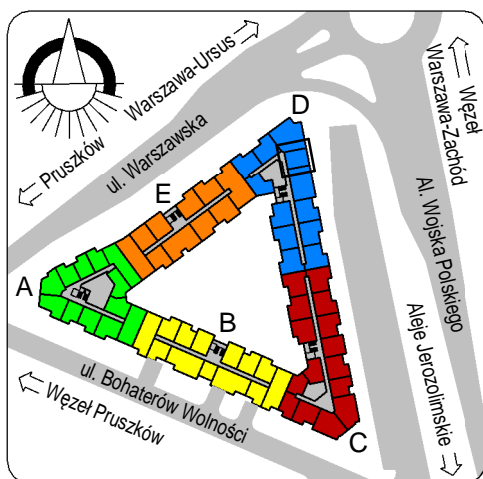 Warszawa-Ursus
Pruszków
ul. Warszawska
D
E
A
B
C
ul. Bohaterów Wolności
Węzeł Pruszków
Węzeł
Warszawa-Zachód
Al. Wojska Polskiego
Aleje Jerozolimskie